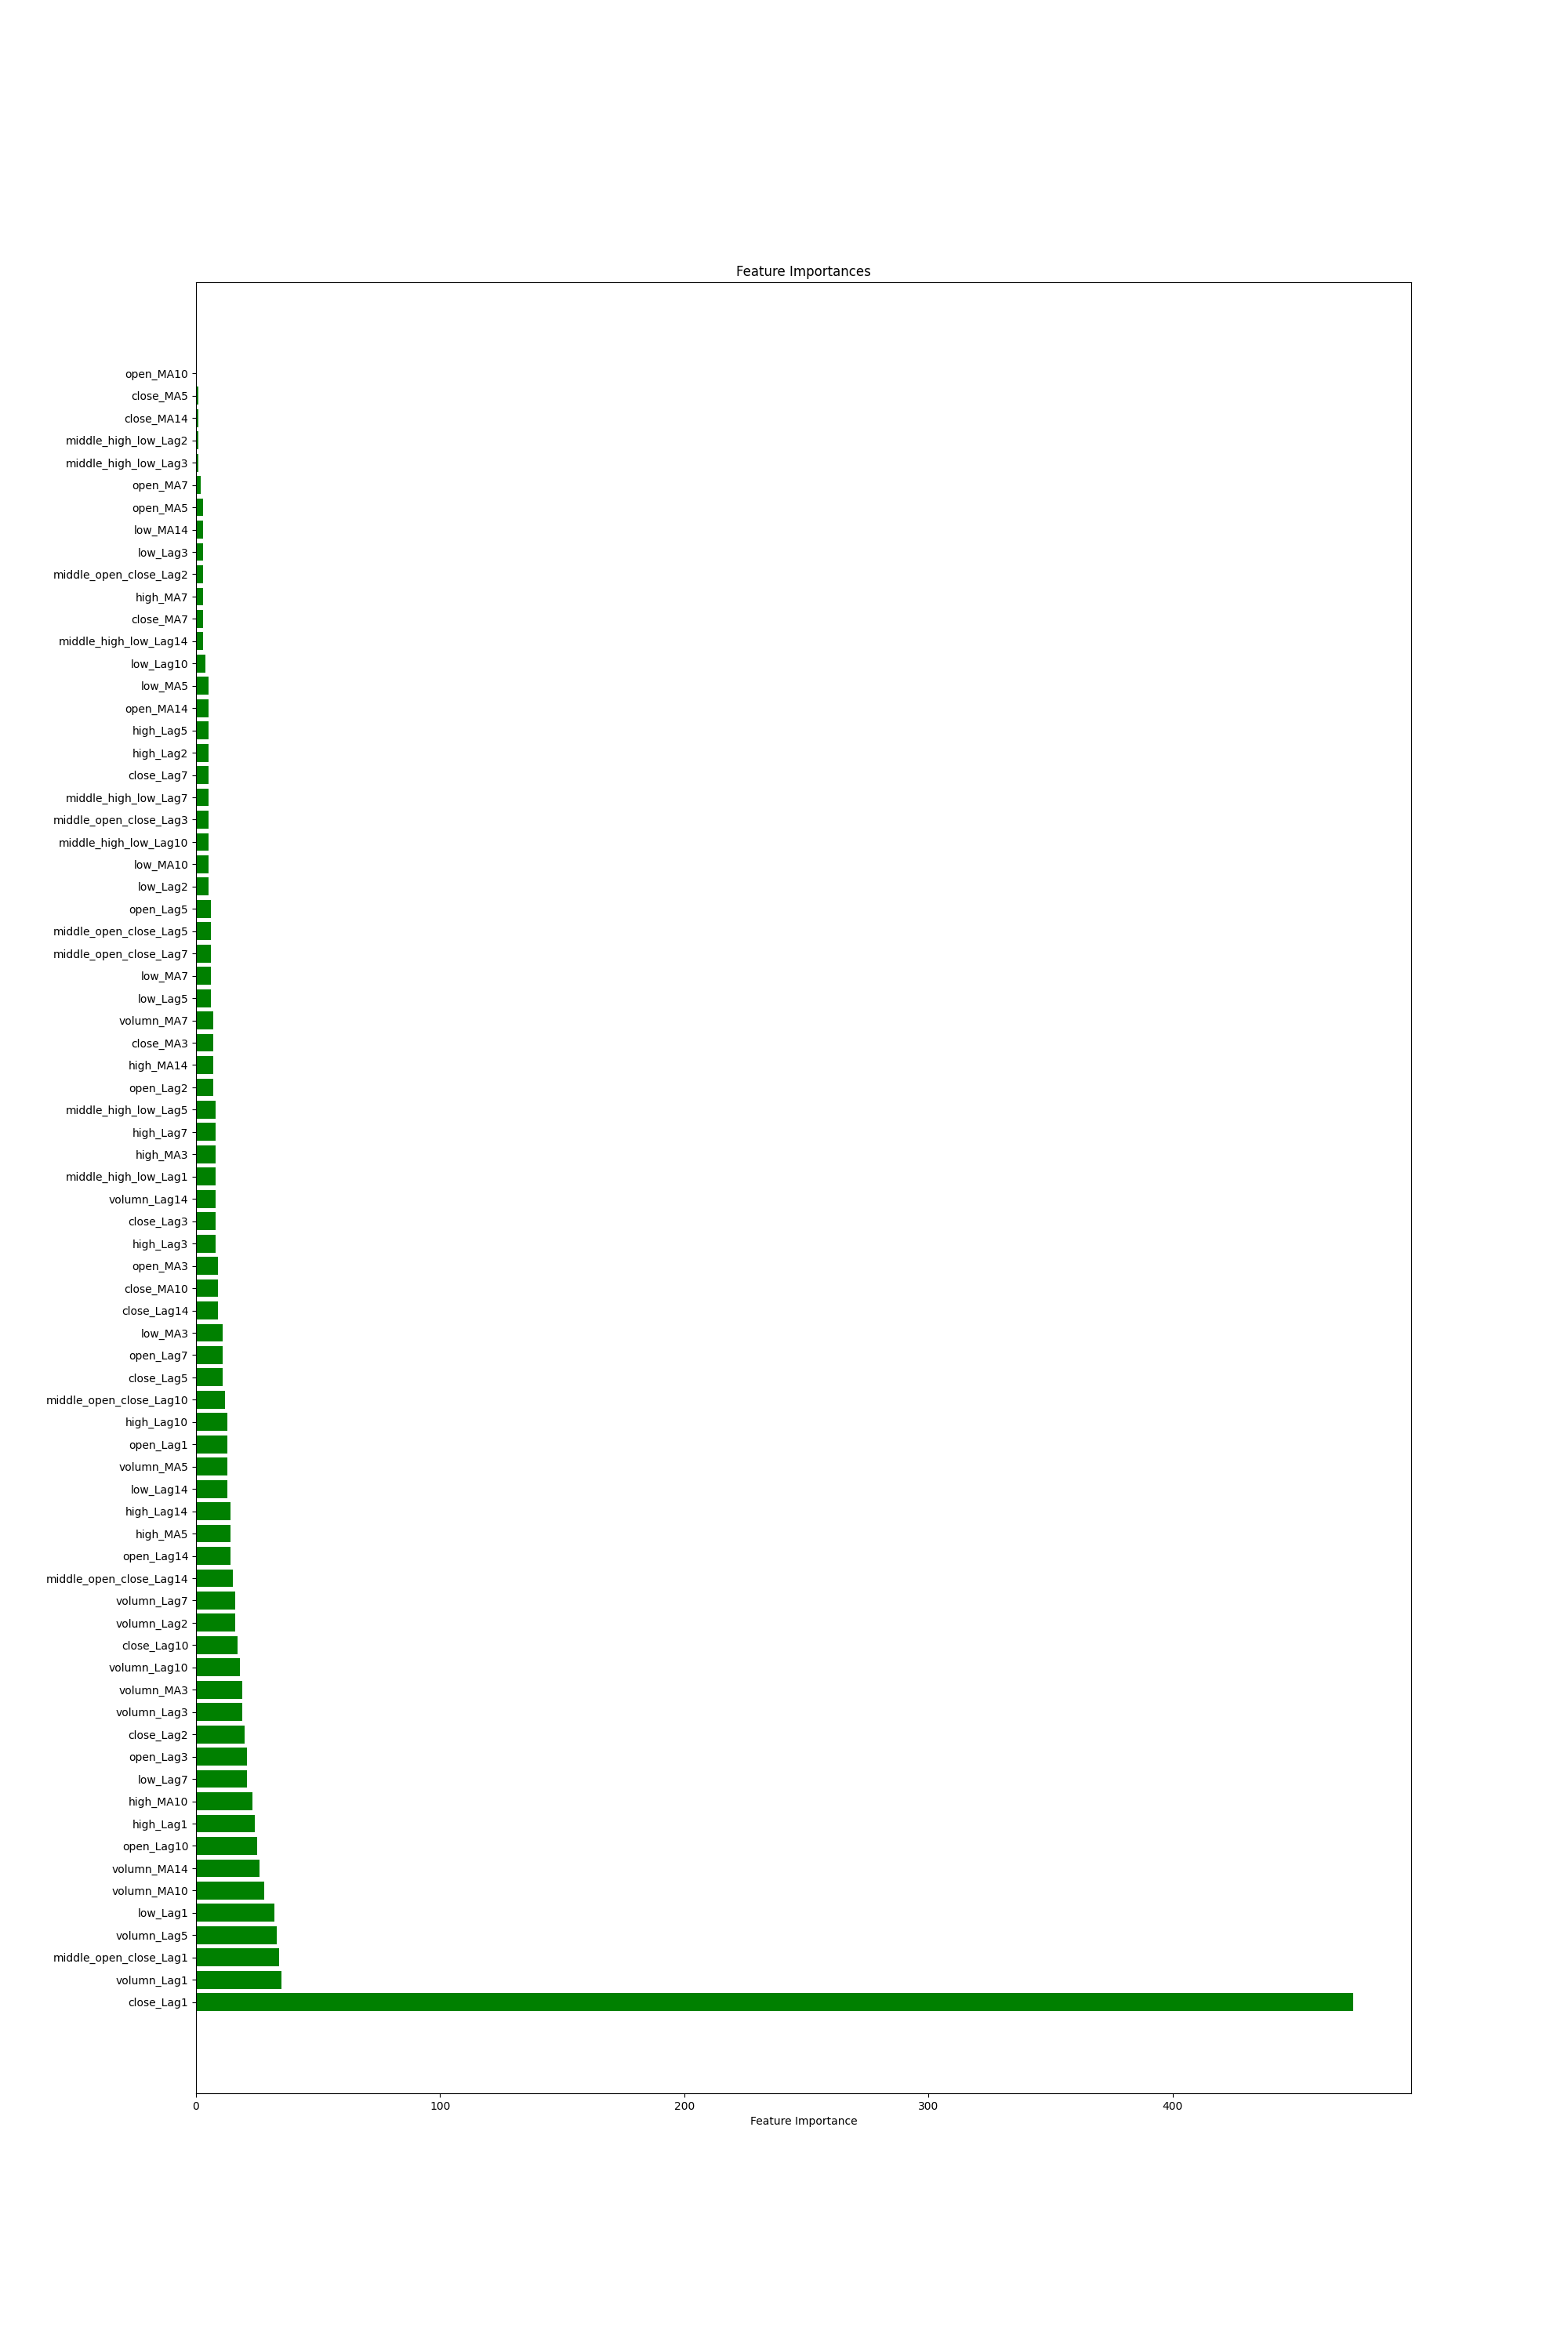 Feature Importances
open_MA10
close_MA5
close_MA14
middle_high_low_Lag2
middle_high_low_Lag3
open_MA7
open_MA5
low_MA14
low_Lag3
middle_open_close_Lag2
high_MA7
close_MA7
middle_high_low_Lag14
low_Lag10
low_MA5
open_MA14
high_Lag5
high_Lag2
close_Lag7
middle_high_low_Lag7
middle_open_close_Lag3
middle_high_low_Lag10
low_MA10
low_Lag2
open_Lag5
middle_open_close_Lag5
middle_open_close_Lag7
low_MA7
low_Lag5
volumn_MA7
close_MA3
high_MA14
open_Lag2
middle_high_low_Lag5
high_Lag7
high_MA3
middle_high_low_Lag1
volumn_Lag14
close_Lag3
high_Lag3
open_MA3
close_MA10
close_Lag14
low_MA3
open_Lag7
close_Lag5
middle_open_close_Lag10
high_Lag10
open_Lag1
volumn_MA5
low_Lag14
high_Lag14
high_MA5
open_Lag14
middle_open_close_Lag14
volumn_Lag7
volumn_Lag2
close_Lag10
volumn_Lag10
volumn_MA3
volumn_Lag3
close_Lag2
open_Lag3
low_Lag7
high_MA10
high_Lag1
open_Lag10
volumn_MA14
volumn_MA10
low_Lag1
volumn_Lag5
middle_open_close_Lag1
volumn_Lag1
close_Lag1
0 100 200 300 400
Feature Importance